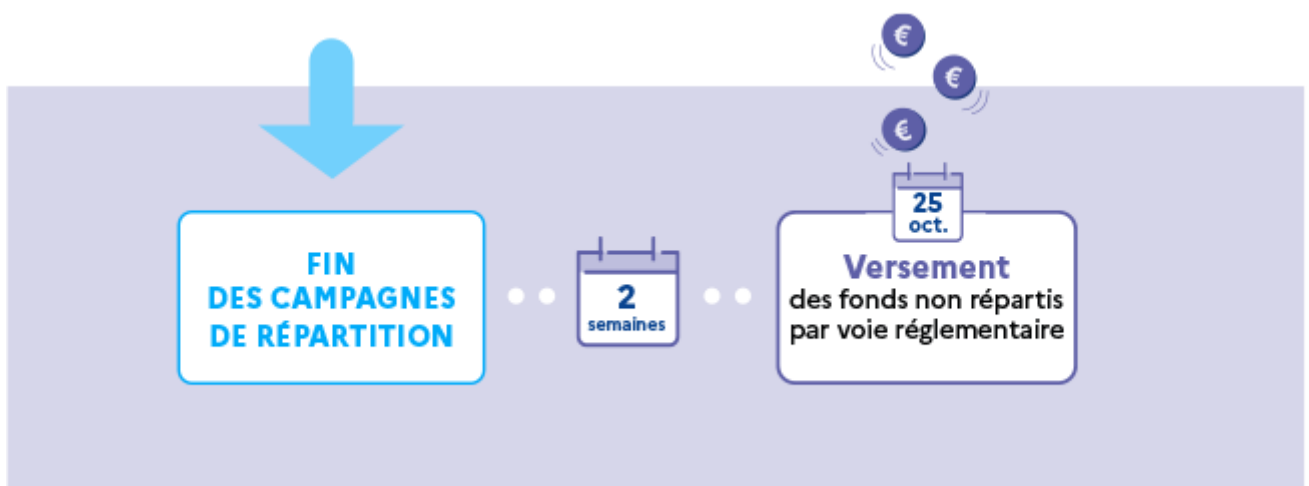 €
€
€
FIN
DES CAMPAGNES
DE RÉPARTITION
2
semaines
25
oct.
Versement
des fonds non répartis
par voie réglementaire